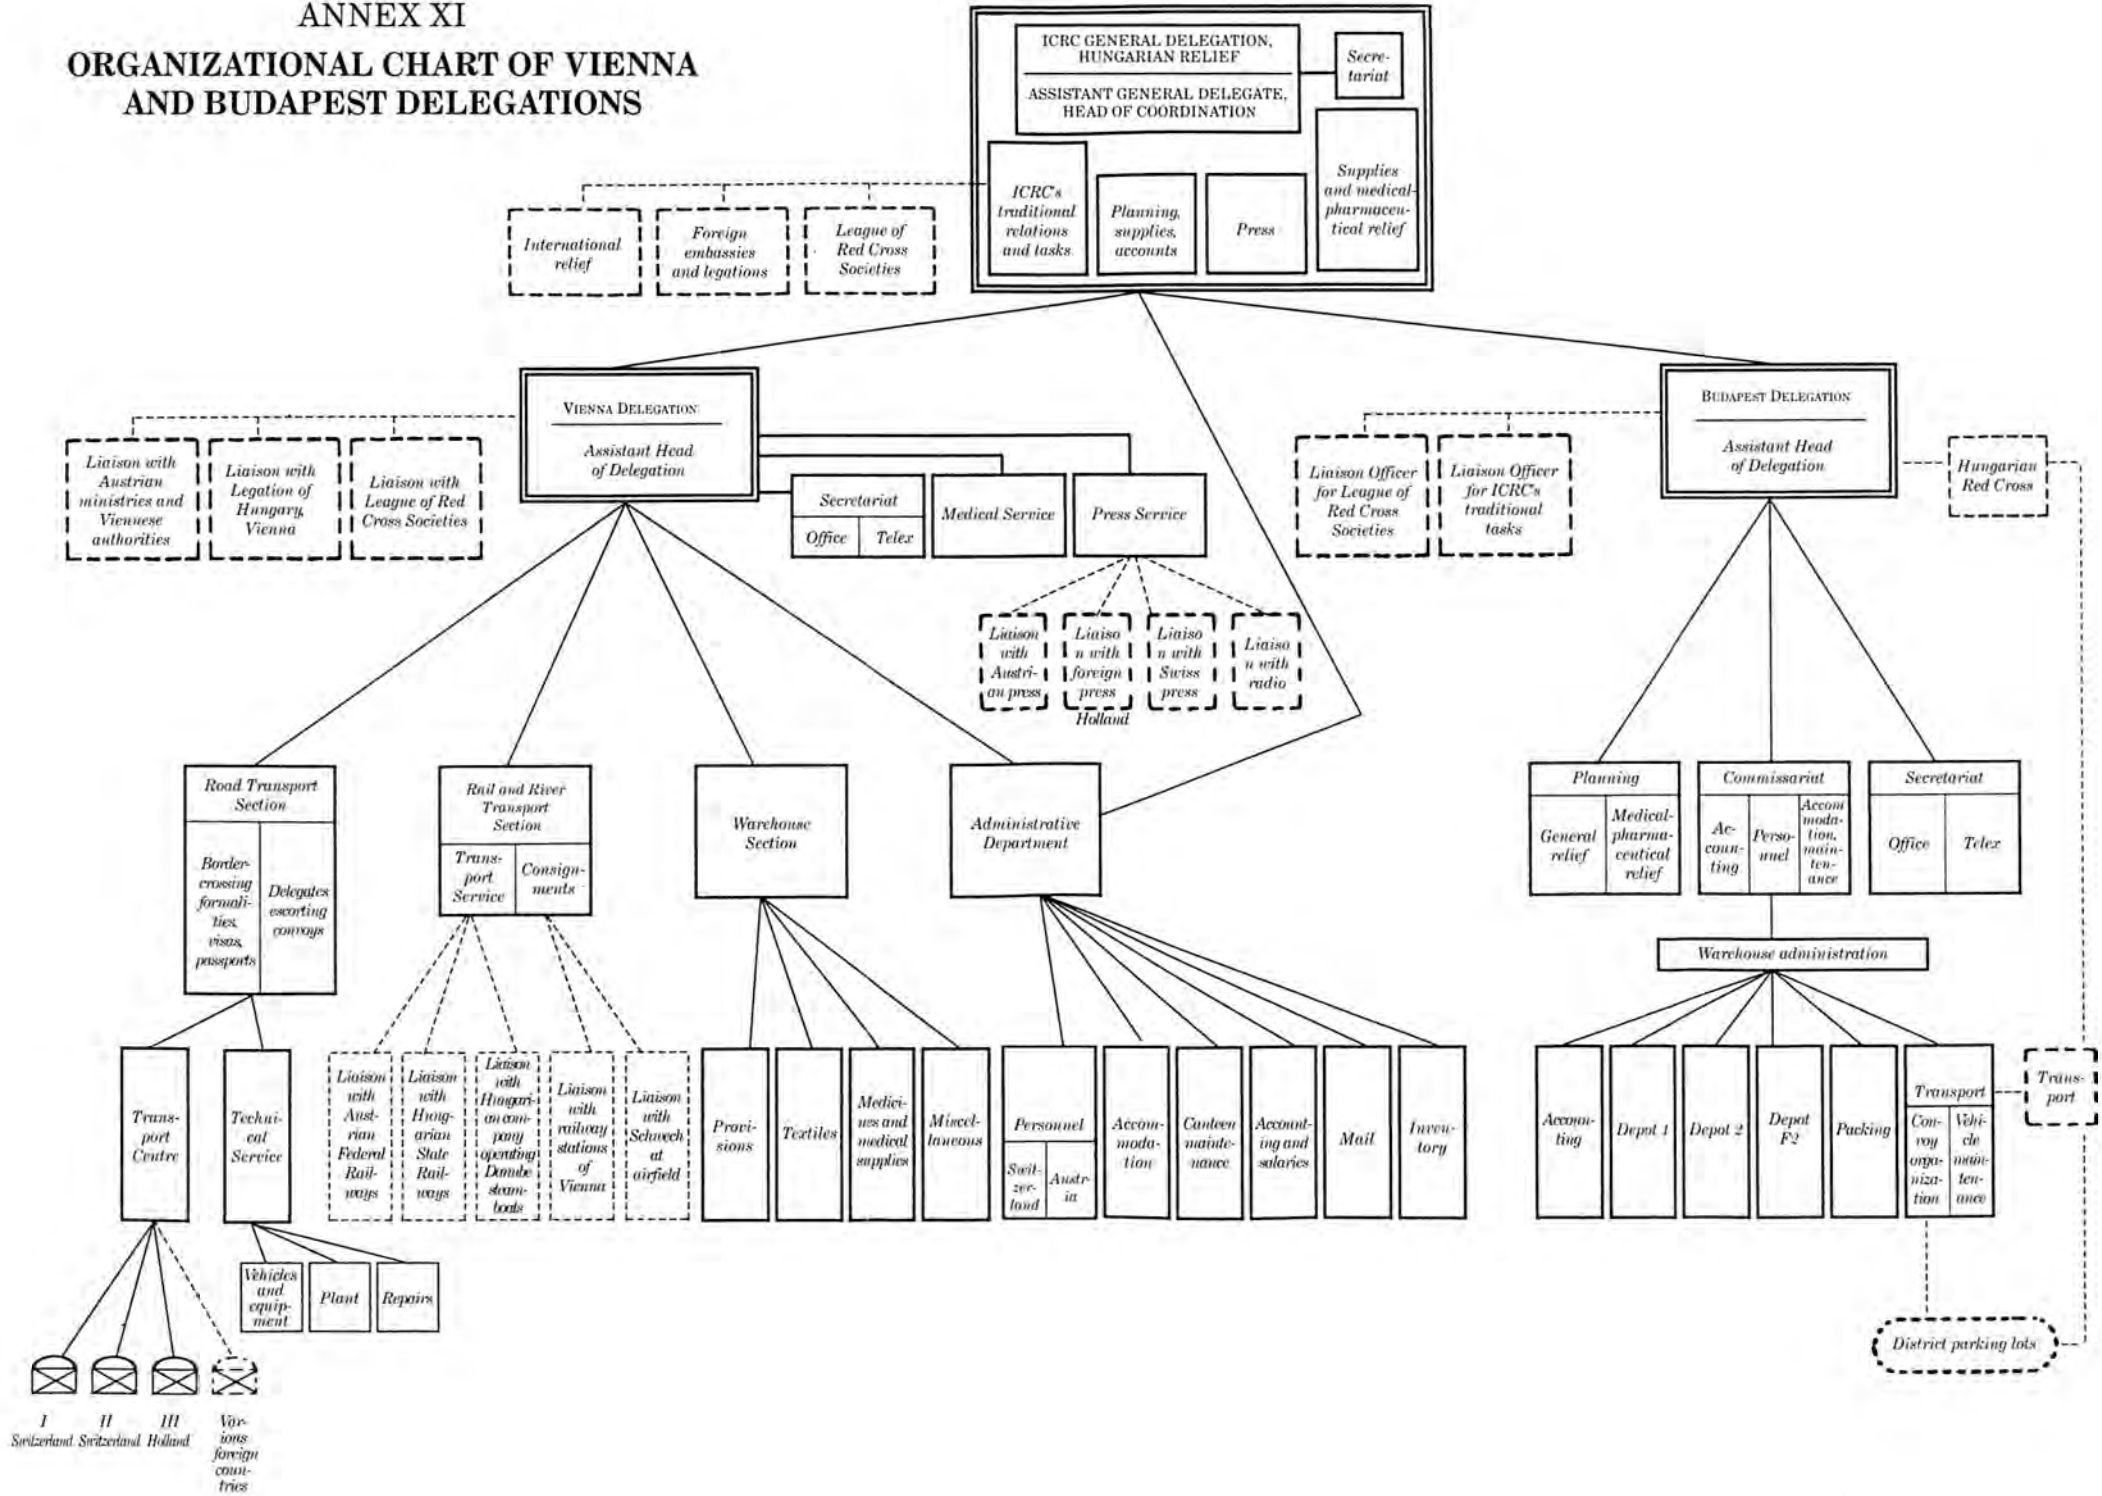 ANNEX XI
ORGANIZATIONAL CHART OF VIENNA
AND BUDAPEST DELEGATIONS
ICRC GENERAL DELEGATION,
HUNGARIAN RELIEF
ASSISTANT GENERAL DELEGATE,
HEAD OF COORDINATION
Secre-
tariat
ICRC's
traditional
relations
and tasks
Planning,
supplies,
accounts
Press
Supplies
and medical-
pharmaceu-
tical relief
International
relief
Foreign
embassies
and legations
League of
Red Cross
Societies
VIENNA DELEGATION
Assistant Head
of Delegation
BUDAPEST DELEGATION
Assistant Head
of Delegation
Liaison with
Austrian
ministries and
Viennese
authorities
Liaison with
Legation of
Hungary,
Vienna
Liaison with
League of Red
Cross Societies
Secretariat
Office
Telex
Medical Service
Press Service
Liaison Officer
for League of
Red Cross
Societies
Liaison Officer
for ICRC's
traditional
tasks
Hungarian
Red Cross
Liaison
with
Austri-
an press
Liaiso
n with
foreign
press
Holland
Liaiso
n with
Swiss
press
Liaiso
n with
radio
Road Transport
Section
Border-
crossing
formali-
ties,
visas,
passports
Delegates
escorting
convoys
Rail and River
Transport
Section
Trans-
port
Service
Consign-
ments
Warehouse
Section
Administrative
Department
Planning
General
relief
Medical-
pharma-
ceutical
relief
Commissariat
Ac-
coun-
ting
Perso-
nnel
Accom
moda-
tion,
main-
ten-
ance
Secretariat
Office
Telex
Warehouse administration
Trans-
port
Centre
Techni-
cal
Service
Liaison
with
Aust-
rian
Federal
Rail-
ways
Liaison
with
Hung-
arian
State
Rail-
ways
Liaison
with
Hungari-
an com-
pany
operating
Danube
steam-
boats
Liaison
with
railway
stations
of
Vienna
Liaison
with
Schwech
at
airfield
Provi-
sions
Textiles
Medici-
nes and
medical
supplies
Miscel-
laneous
Personnel
Swit-
zer-
land
Austr-
ia
Accom-
moda-
tion
Canteen
mainte-
nance
Account-
ing and
salaries
Mail
Inven-
tory
Accoun-
ting
Depot 1
Depot 2
Depot
F2
Packing
Transport
Con-
voy
orga-
niza-
tion
Vehi-
cle
main-
ten-
ance
Trans-
port
Vehicles
and
equip-
ment
Plant
Repairs
District parking lots
I
Switzerland
II
Switzerland
III
Holland
Var-
ious
foreign
coun-
tries